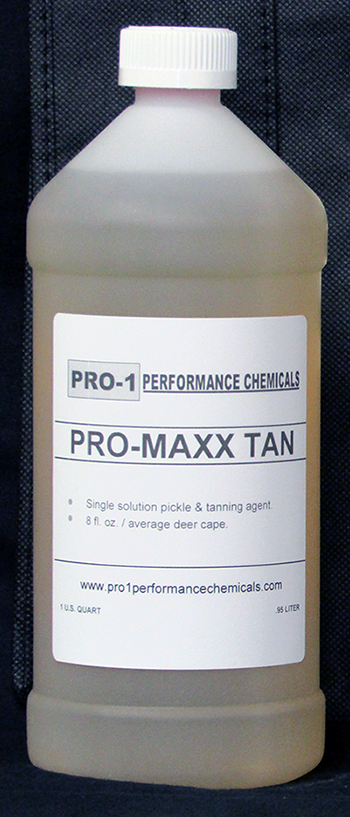 PRO-1 PERFORMANCE CHEMICALS
PRO-MAXX TAN
• Single solution pickle & tanning agent.
• 8 fl. oz. / average deer cape.
www.pro1performancechemicals.com
1 U.S. QUART .95 LITER